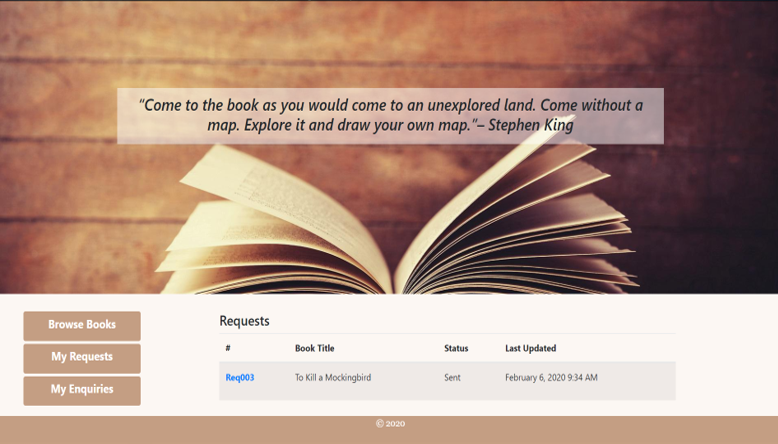 “Come to the book as you would come to an unexplored land. Come without a
map. Explore it and draw your own map.”– Stephen King
Browse Books
My Requests
My Enquiries
Requests
# Book Title Status Last Updated
Req003 To Kill a Mockingbird Sent February 6, 2020 9:34 AM
© 2020